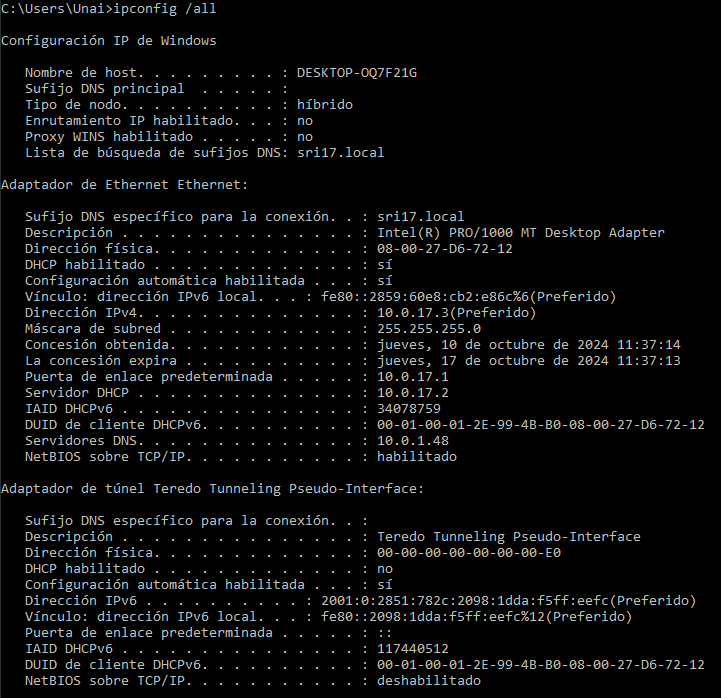 C:\Users\Unai>ipconfig /all
Configuración IP de Windows
Nombre de host. . . . . . . . . : DESKTOP-OQ7F21G
Sufijo DNS principal  . . . . . :
Tipo de nodo. . . . . . . . . . : híbrido
Enrutamiento IP habilitado. . . : no
Proxy WINS habilitado . . . . . : no
Lista de búsqueda de sufijos DNS: sri17.local
Adaptador de Ethernet Ethernet:
Sufijo DNS específico para la conexión. . : sri17.local
Descripción . . . . . . . . . . . . . . . : Intel(R) PRO/1000 MT Desktop Adapter
Dirección física. . . . . . . . . . . . . : 08-00-27-D6-72-12
DHCP habilitado . . . . . . . . . . . . . : sí
Configuración automática habilitada . . . : sí
Vínculo: dirección IPv6 local. . . : fe80::2859:60e8:cb2:e86c%6(Preferido)
Dirección IPv4. . . . . . . . . . . . . . : 10.0.17.3(Preferido)
Máscara de subred . . . . . . . . . . . . : 255.255.255.0
Concesión obtenida. . . . . . . . . . . . : jueves, 10 de octubre de 2024 11:37:14
La concesión expira . . . . . . . . . . . : jueves, 17 de octubre de 2024 11:37:13
Puerta de enlace predeterminada . . . . . : 10.0.17.1
Servidor DHCP . . . . . . . . . . . . . . : 10.0.17.2
IAID DHCPv6 . . . . . . . . . . . . . . . : 34078759
DUID de cliente DHCPv6. . . . . . . . . . : 00-01-00-01-2E-99-4B-B0-08-00-27-D6-72-12
Servidores DNS. . . . . . . . . . . . . . : 10.0.1.48
NetBIOS sobre TCP/IP. . . . . . . . . . . : habilitado
Adaptador de túnel Teredo Tunneling Pseudo-Interface:
Sufijo DNS específico para la conexión. . :
Descripción . . . . . . . . . . . . . . . : Teredo Tunneling Pseudo-Interface
Dirección física. . . . . . . . . . . . . : 00-00-00-00-00-00-00-E0
DHCP habilitado . . . . . . . . . . . . . : no
Configuración automática habilitada . . . : sí
Dirección IPv6 . . . . . . . . . . : 2001:0:2851:782c:2098:1dda:f5ff:eefc(Preferido)
Vínculo: dirección IPv6 local. . . : fe80::2098:1dda:f5ff:eefc%12(Preferido)
Puerta de enlace predeterminada . . . . . : ::
IAID DHCPv6 . . . . . . . . . . . . . . . : 117440512
DUID de cliente DHCPv6. . . . . . . . . . : 00-01-00-01-2E-99-4B-B0-08-00-27-D6-72-12
NetBIOS sobre TCP/IP. . . . . . . . . . . : deshabilitado